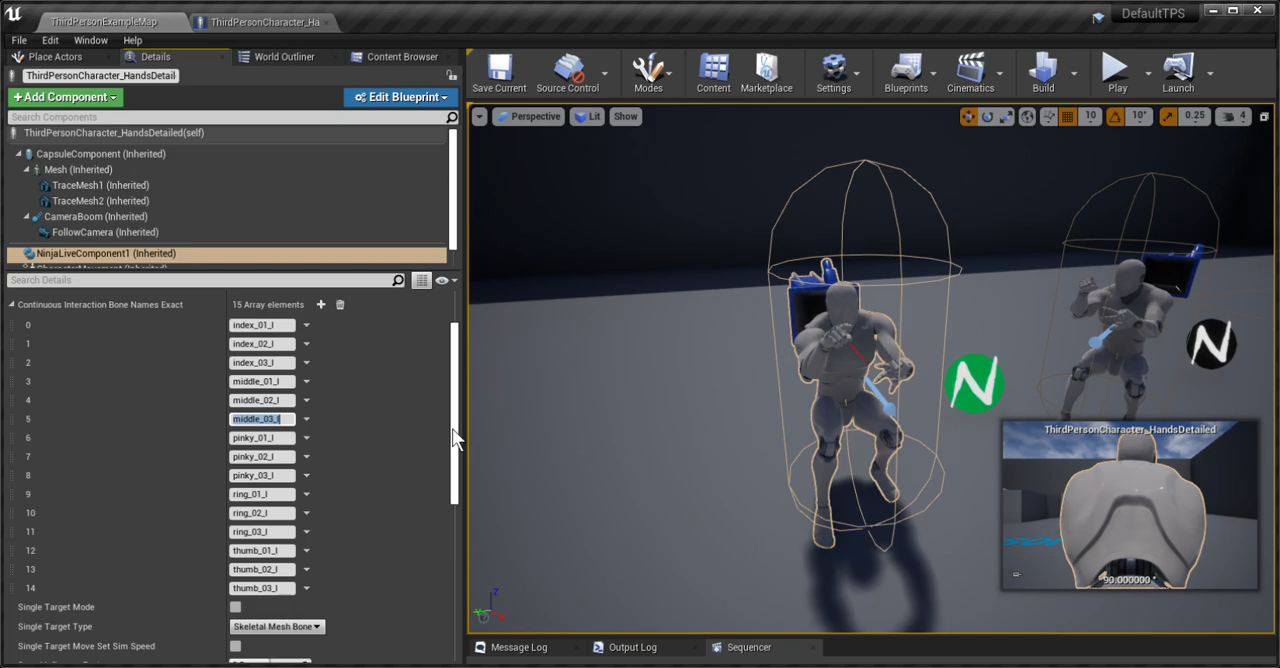 ThirdPersonExampleMap
ThirdPersonCharacter_Ha
DefaultTPS
File Edit Window Help
Place Actors
Details
World Outliner
Content Browser
ThirdPersonCharacter_HandsDetail
+Add Component
Edit Blueprint
Search Components
ThirdPersonCharacter_HandsDetailed(self)
CapsuleComponent (Inherited)
Mesh (Inherited)
TraceMesh1 (Inherited)
TraceMesh2 (Inherited)
CameraBoom (Inherited)
FollowCamera (Inherited)
NinjaLiveComponent1 (Inherited)
Search Details
Continuous Interaction Bone Names Exact 15 Array elements
0 index_01_l
1 index_02_l
2 index_03_l
3 middle_01_l
4 middle_02_l
5 middle_03_l
6 pinky_01_l
7 pinky_02_l
8 pinky_03_l
9 ring_01_l
10 ring_02_l
11 ring_03_l
12 thumb_01_l
13 thumb_02_l
14 thumb_03_l
Single Target Mode
Single Target Type Skeletal Mesh Bone
Single Target Move Set Sim Speed
Save Current
Source Control
Modes
Content
Marketplace
Settings
Blueprints
Cinematics
Build
Play
Launch
Perspective
Lit
Show
10
10°
0.25
4
N
N
ThirdPersonCharacter_HandsDetailed
90.000000 °
Z
Message Log
Output Log
Sequencer